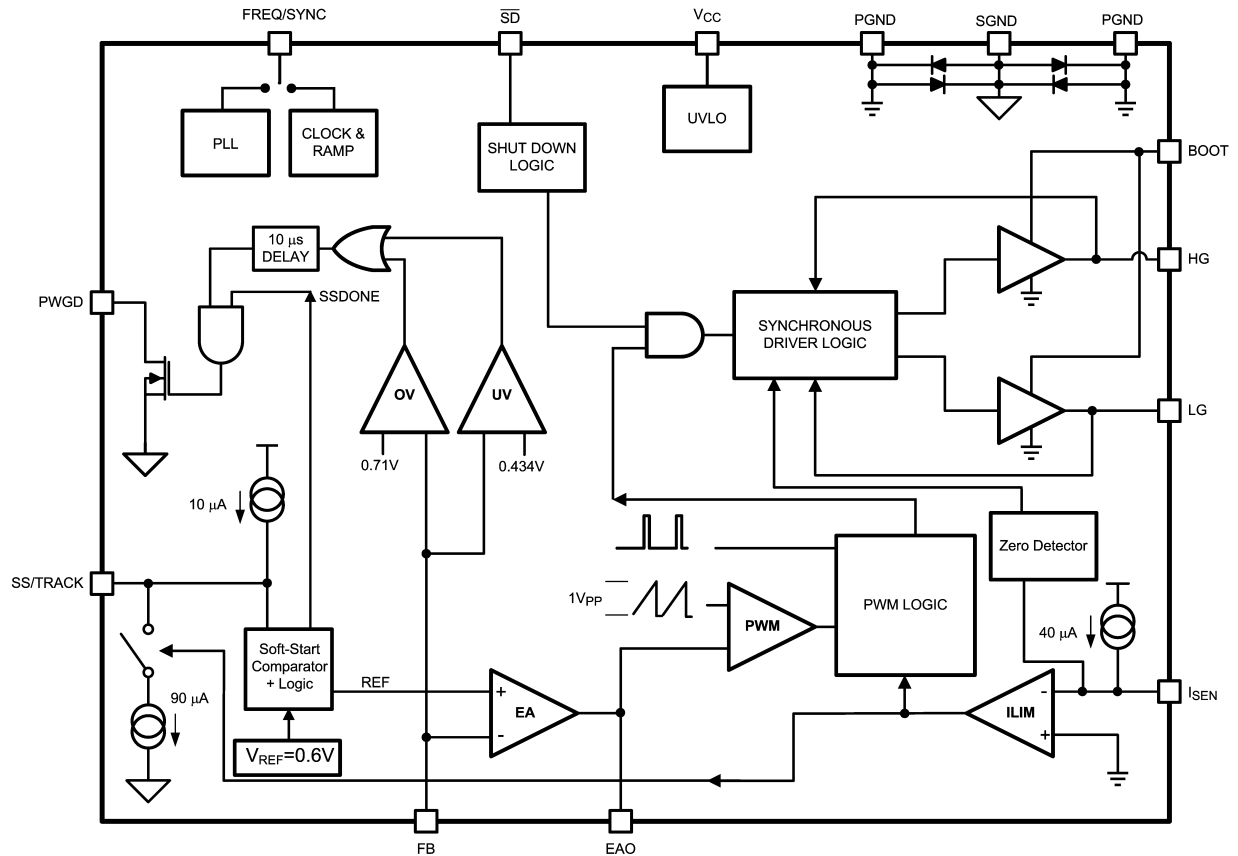 FREQ/SYNC
SD
VCC
PGND
SGND
PGND
PLL
CLOCK &
RAMP
SHUT DOWN
LOGIC
UVLO
BOOT
10 μs
DELAY
HG
PWGD
SSDONE
SYNCHRONOUS
DRIVER LOGIC
OV
UV
LG
0.71V
0.434V
10 μA
Zero Detector
SS/TRACK
1VPP
PWM
PWM LOGIC
40 μA
Soft-Start
Comparator
+ Logic
REF
90 μA
+
EA
-
-
ILIM
+
ISEN
VREF=0.6V
FB
EAO